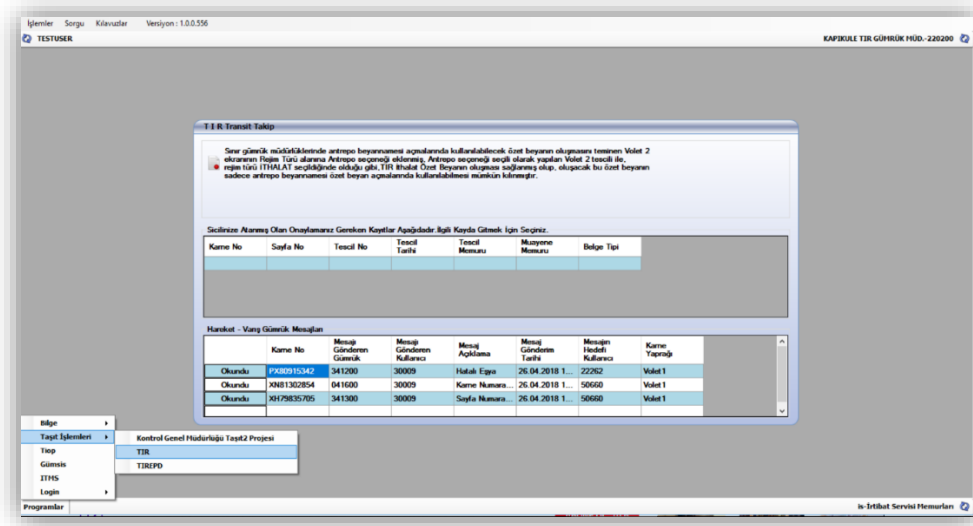 İşlemler Sorgu Kılavuzlar Versiyon : 1.0.0.556
TESTUSER KAPIKULE TIR GÜMRÜK MÜD.-220200
T I R Transit Takip
Sınır gümrük müdürlüklerinde antrepo beyannamesi açmalarında kullanılabilecek özet beyanın oluşmasını teminen Volet 2
ekranının Rejim Türü alanına Antrepo seçeneği eklenmiş, Antrepo seçeneği seçili olarak yapılan Volet 2 tescili ile,
rejim türü İTHALAT seçildiğinde olduğu gibi,TIR İthalat Özet Beyanın oluşması sağlanmış olup, oluşacak bu özet beyanın
sadece antrepo beyannamesi özet beyan açmalarında kullanılabilmesi mümkün kılınmıştır.
Sicilinize Atanmış Olan Onaylamanız Gereken Kayıtlar Aşağıdadır.İlgili Kayda Gitmek İçin Seçiniz.
Karne No Sayfa No Tescil No Tescil Tarihi Tescil Memuru Muayene Memuru Belge Tipi
Hareket - Varış Gümrük Mesajları
Karne No Mesajı Gönderen Gümrük Mesajı Gönderen Kullanıcı Mesaj Açıklama Mesaj Gönderim Tarihi Mesajın Hedefi Kullanıcı Karne Yaprağı
Okundu PX80915342 341200 30009 Hatalı Eşya 26.04.2018 1... 22262 Volet1
Okundu XN81302854 041600 30009 Karne Numara... 26.04.2018 1... 50660 Volet1
Okundu XH79835705 341300 30009 Sayfa Numara... 26.04.2018 1... 50660 Volet1
Bilge
Taşıt İşlemleri Kontrol Genel Müdürlüğü Taşıt2 Projesi
Tiop TIR
Gümsis TIREPD
ITMS
Login
Programlar is-İrtibat Servisi Memurları